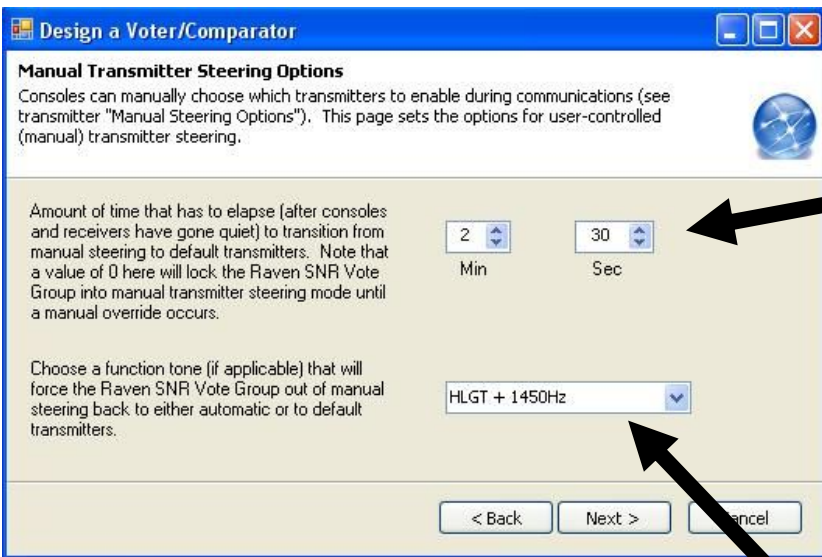 Design a Voter/Comparator
Manual Transmitter Steering Options
Consoles can manually choose which transmitters to enable during communications (see
transmitter "Manual Steering Options"). This page sets the options for user-controlled
(manual) transmitter steering.
Amount of time that has to elapse (after consoles
and receivers have gone quiet) to transition from
manual steering to default transmitters. Note that
a value of 0 here will lock the Raven SNR Vote
Group into manual transmitter steering mode until
a manual override occurs.
2 30
Min Sec
Choose a function tone (if applicable) that will
force the Raven SNR Vote Group out of manual
steering back to either automatic or to default
transmitters.
HLGT + 1450Hz
< Back Next > Cancel